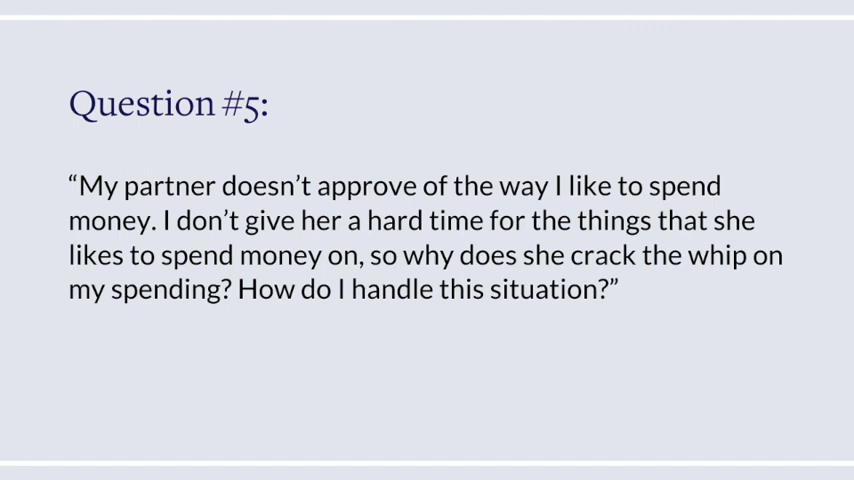 Question #5:
“My partner doesn’t approve of the way I like to spend
money. I don’t give her a hard time for the things that she
likes to spend money on, so why does she crack the whip on
my spending? How do I handle this situation?”